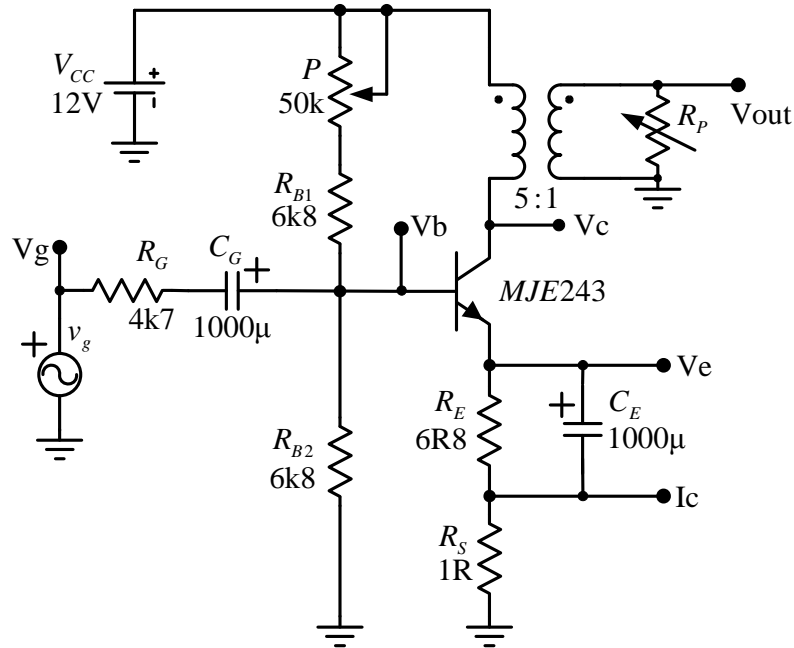 V_CC
12V
P
50k
R_P
Vout
5:1
R_B1
6k8
Vb
Vc
Vg
R_G
C_G
4k7
1000µ
MJE243
v_g
Ve
R_E
6R8
C_E
1000µ
R_B2
6k8
Ic
R_S
1R